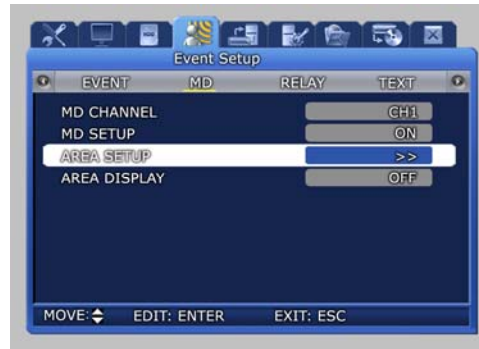 Event Setup
EVENT MD RELAY TEXT
MD CHANNEL CH1
MD SETUP ON
AREA SETUP >>
AREA DISPLAY OFF
MOVE: EDIT: ENTER EXIT: ESC